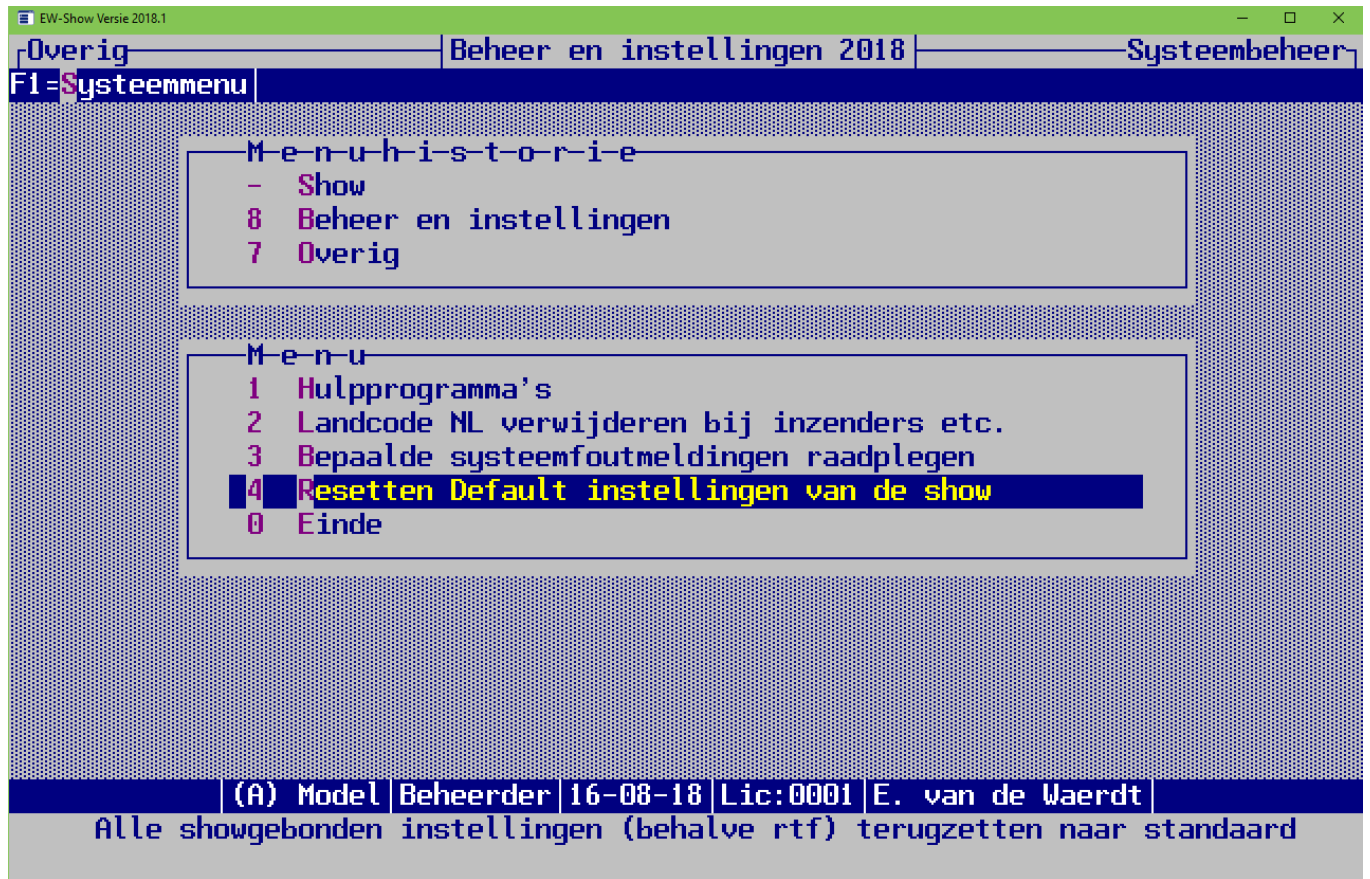 EW-Show Versie 2018.1
Overig Beheer en instellingen 2018 Systeembeheer
F1=Systeemmenu
Menuhistorie
- Show
8 Beheer en instellingen
7 Overig
Menu
1 Hulpprogramma's
2 Landcode NL verwijderen bij inzenders etc.
3 Bepaalde systeemfoutmeldingen raadplegen
4 Resetten Default instellingen van de show
0 Einde
(A) Model Beheerder 16-08-18 Lic:0001 E. van de Waerdt
Alle showgebonden instellingen (behalve rtf) terugzetten naar standaard